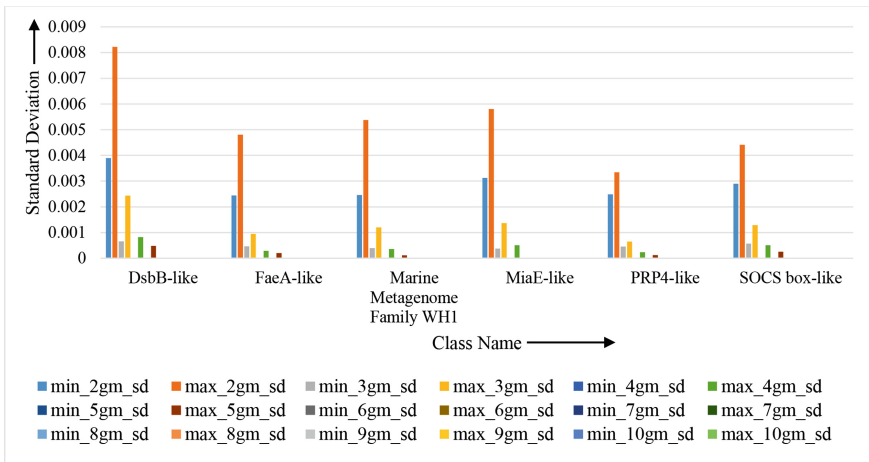 0.009
0.008
0.007
0.006
0.005
0.004
0.003
0.002
0.001
0
Standard Deviation
DsbB-like FaeA-like Marine Metagenome Family WH1 MiaE-like PRP4-like SOCS box-like
Class Name
min_2gm_sd max_2gm_sd min_3gm_sd max_3gm_sd min_4gm_sd max_4gm_sd
min_5gm_sd max_5gm_sd min_6gm_sd max_6gm_sd min_7gm_sd max_7gm_sd
min_8gm_sd max_8gm_sd min_9gm_sd max_9gm_sd min_10gm_sd max_10gm_sd